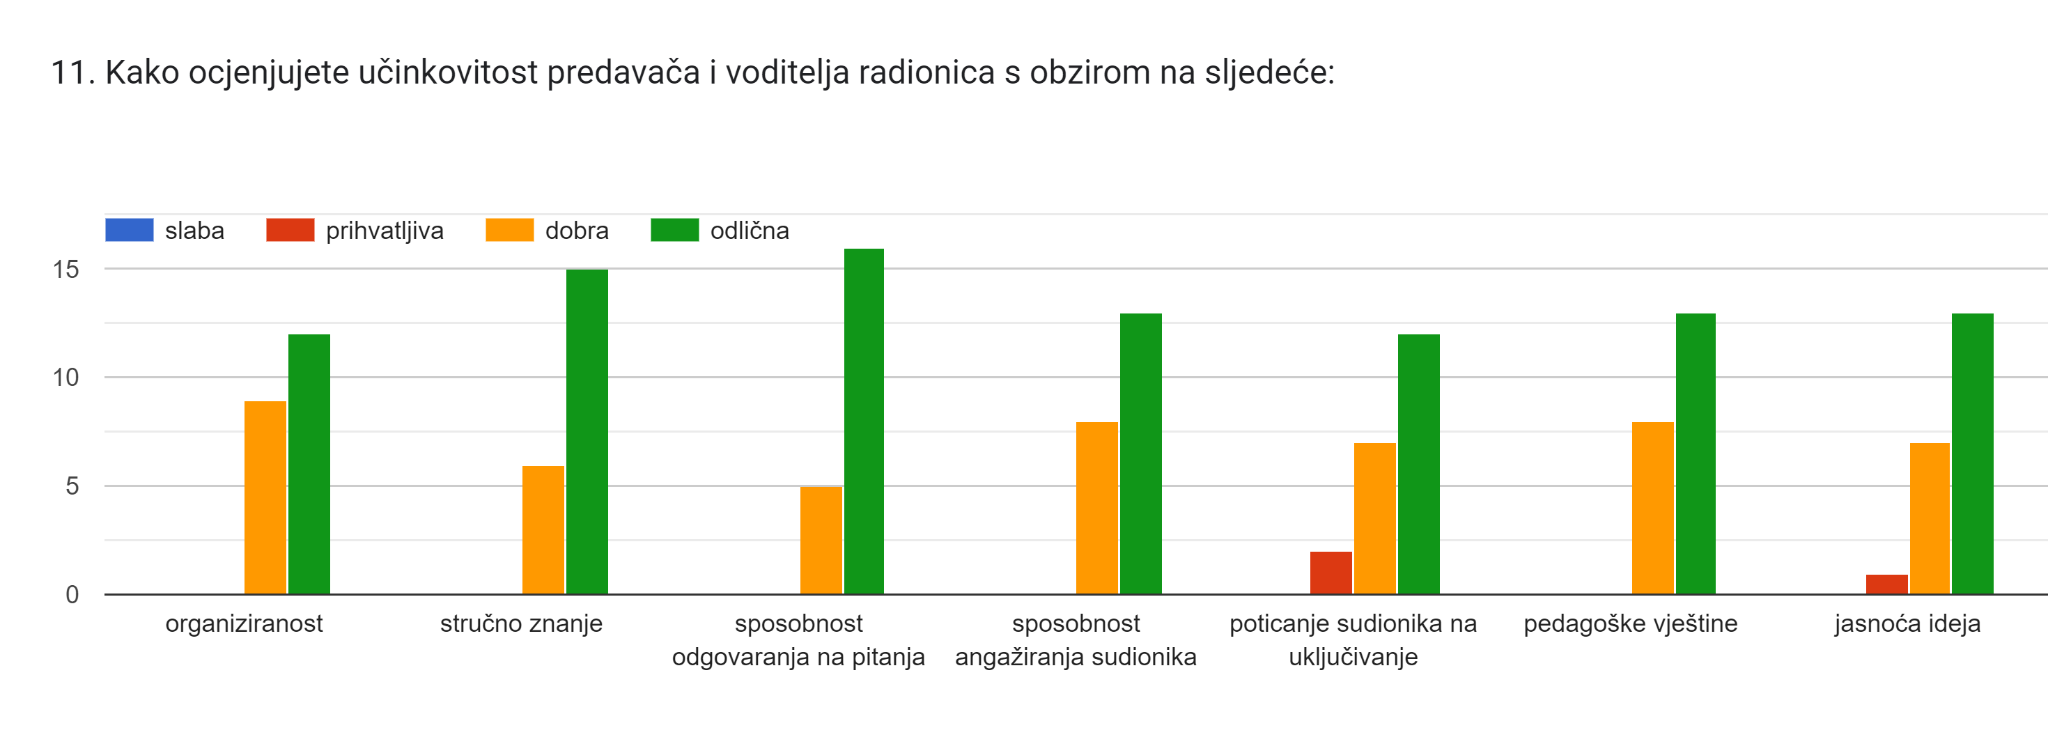 11. Kako ocjenjujete učinkovitost predavača i voditelja radionica s obzirom na sljedeće:
slaba prihvatljiva dobra odlična
15
10
5
0
organiziranost
stručno znanje
sposobnost
odgovaranja na pitanja
sposobnost
angažiranja sudionika
poticanje sudionika na
uključivanje
pedagoške vještine
jasnoća ideja